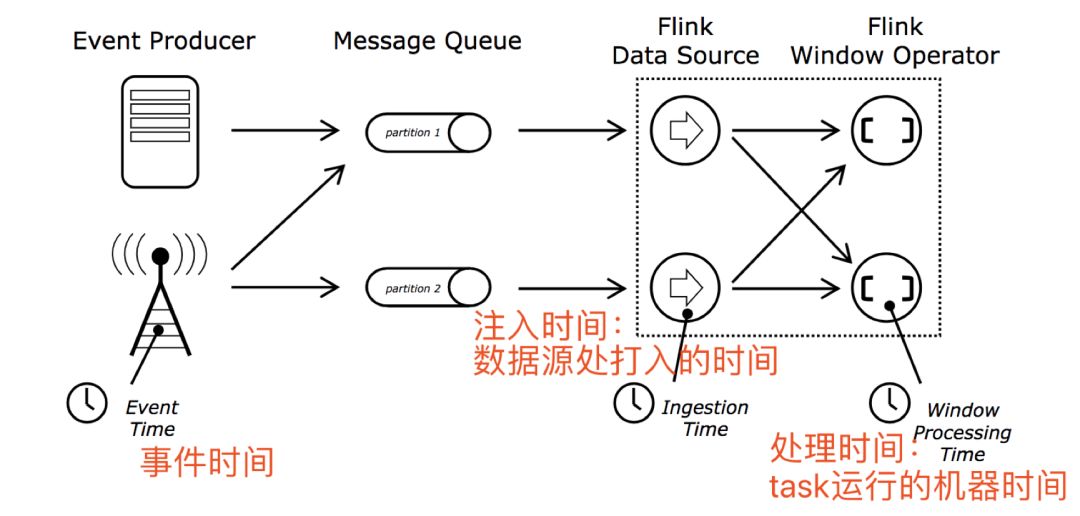 Event Producer
Message Queue
Flink
Data Source
Flink
Window Operator
partition 1
partition 2
注入时间：
数据源处打入的时间
Event
Time
事件时间
Ingestion
Time
Window
Processing
Time
处理时间：
task运行的机器时间